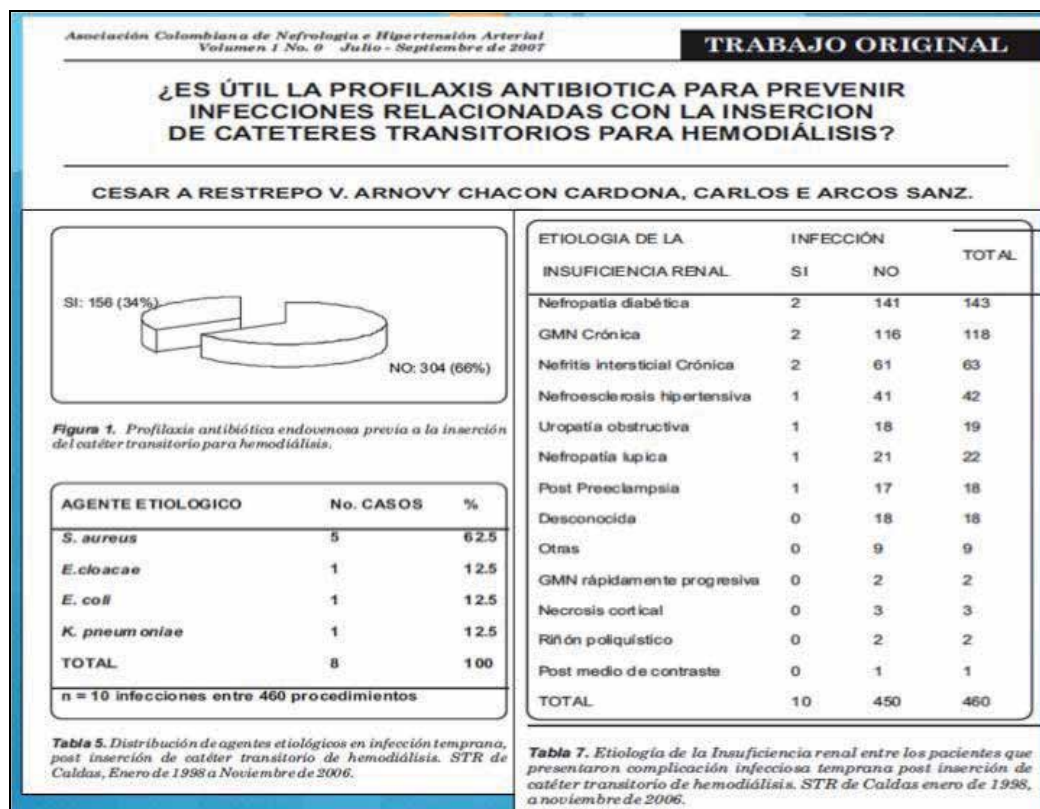 Asociación Colombiana de Nefrología e Hipertensión Arterial
Volumen 1 No. 0 Julio - Septiembre de 2007
TRABAJO ORIGINAL
¿ES ÚTIL LA PROFILAXIS ANTIBIOTICA PARA PREVENIR
INFECCIONES RELACIONADAS CON LA INSERCION
DE CATETERES TRANSITORIOS PARA HEMODIÁLISIS?
CESAR A RESTREPO V. ARNOVY CHACON CARDONA, CARLOS E ARCOS SANZ.
SI: 156 (34%)
NO: 304 (66%)
Figura 1. Profilaxis antibiótica endovenosa previa a la inserción
del catéter transitorio para hemodiálisis.
AGENTE ETIOLOGICO No. CASOS %
S. aureus 5 62.5
E.cloacae 1 12.5
E. coli 1 12.5
K. pneumoniae 1 12.5
TOTAL 8 100
n = 10 infecciones entre 460 procedimientos
Tabla 5. Distribución de agentes etiológicos en infección temprana,
post inserción de catéter transitorio de hemodiálisis. STR de
Caldas, Enero de 1998 a Noviembre de 2006.
ETIOLOGIA DE LA INFECCIÓN
TOTAL
INSUFICIENCIA RENAL SI NO
Nefropatía diabética 2 141 143
GMN Crónica 2 116 118
Nefritis intersticial Crónica 2 61 63
Nefroesclerosis hipertensiva 1 41 42
Uropatía obstructiva 1 18 19
Nefropatía lupica 1 21 22
Post Preeclampsia 1 17 18
Desconocida 0 18 18
Otras 0 9 9
GMN rápidamente progresiva 0 2 2
Necrosis cortical 0 3 3
Riñón poliquístico 0 2 2
Post medio de contraste 0 1 1
TOTAL 10 450 460
Tabla 7. Etiología de la Insuficiencia renal entre los pacientes que
presentaron complicación infecciosa temprana post inserción de
catéter transitorio de hemodiálisis. STR de Caldas enero de 1998,
a noviembre de 2006.